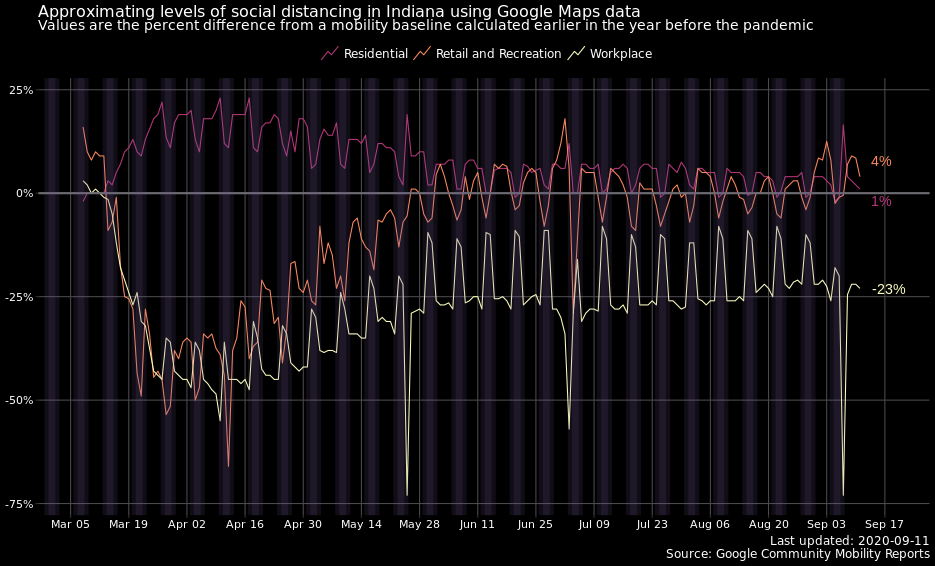 Approximating levels of social distancing in Indiana using Google Maps data
Values are the percent difference from a mobility baseline calculated earlier in the year before the pandemic
Residential Retail and Recreation Workplace
25%
0%
-25%
-50%
-75%
4%
1%
-23%
Mar 05 Mar 19 Apr 02 Apr 16 Apr 30 May 14 May 28 Jun 11 Jun 25 Jul 09 Jul 23 Aug 06 Aug 20 Sep 03 Sep 17
Last updated: 2020-09-11
Source: Google Community Mobility Reports